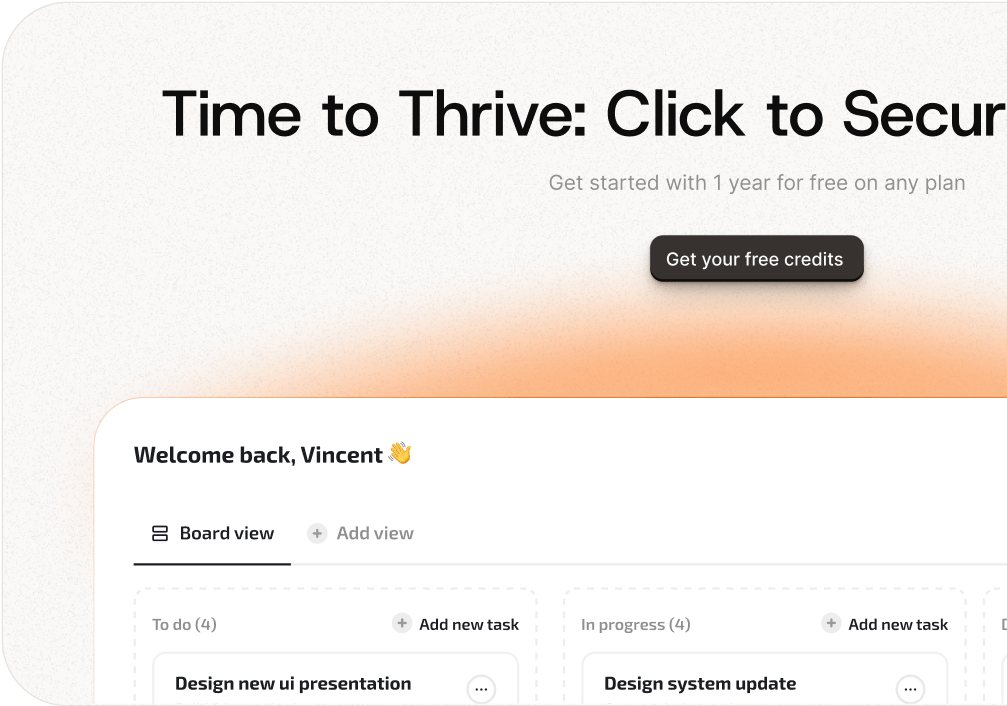 Time to Thrive: Click to Secur
Get started with 1 year for free on any plan
Get your free credits
Welcome back, Vincent 👋
Board view
Add view
To do (4)
Add new task
In progress (4)
Add new task
Design new ui presentation
Design system update